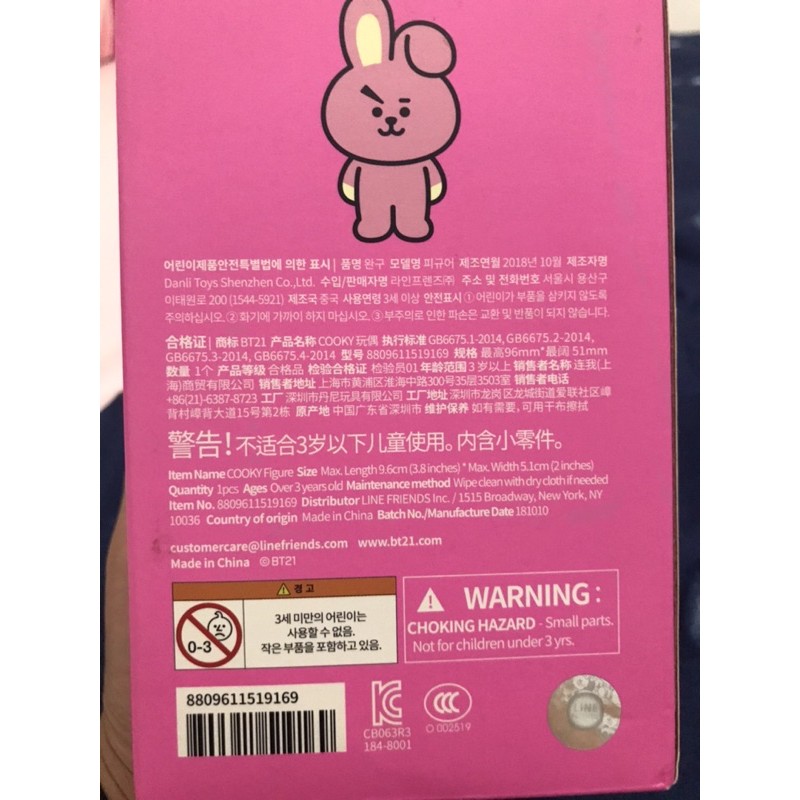 어린이제품안전특별법에 의한 표시 | 품명 완구 모델명 피규어 제조연월 2018년 10월 제조자명
Danli Toys Shenzhen Co.,Ltd. 수입/판매자명 라인프렌즈㈜ 주소 및 전화번호 서울시 용산구
이태원로 200 (1544-5921) 제조국 중국 사용연령 3세 이상 안전표시 ① 어린이가 부품을 삼키지 않도록
주의하십시오. ② 화기에 가까이 하지 마십시오. ③ 부주의로 인한 파손은 교환 및 반품이 되지 않습니다.
合格证 | 商标 BT21 产品名称 COOKY 玩偶 执行标准 GB6675.1-2014, GB6675.2-2014,
GB6675.3-2014, GB6675.4-2014 型号 8809611519169 规格 最高96mm*最阔 51mm
数量 1个 产品等级 合格品 检验合格证 检验员01 年龄范围 3 岁以上 销售者名称 连我(上
海)商贸有限公司 销售者地址 上海市黄浦区淮海中路300号35层3503室 销售者电话
+86(21)-6387-8723 工厂 深圳市丹尼玩具有限公司 工厂地址 深圳市龙岗区龙城街道爱联社区嶂
背村嶂背大道15号第2栋 原产地 中国广东省深圳市 维护保养 如有需要, 可用干布擦拭
警告! 不适合3岁以下儿童使用。内含小零件。
Item Name COOKY Figure Size Max. Length 9.6cm (3.8 inches) * Max. Width 5.1cm (2 inches)
Quantity 1pcs Ages Over 3 years old Maintenance method Wipe clean with dry cloth if needed
Item No. 8809611519169 Distributor LINE FRIENDS Inc. / 1515 Broadway, New York, NY
10036 Country of origin Made in China Batch No./Manufacture Date 181010
customercare@linefriends.com www.bt21.com
Made in China © BT21
경 고
0-3
3세 미만의 어린이는
사용할 수 없음.
작은 부품을 포함하고 있음.
WARNING :
CHOKING HAZARD - Small parts.
Not for children under 3 yrs.
8809611519169
KC
CB063R3
184-8001
CCC
O 002519
LINE